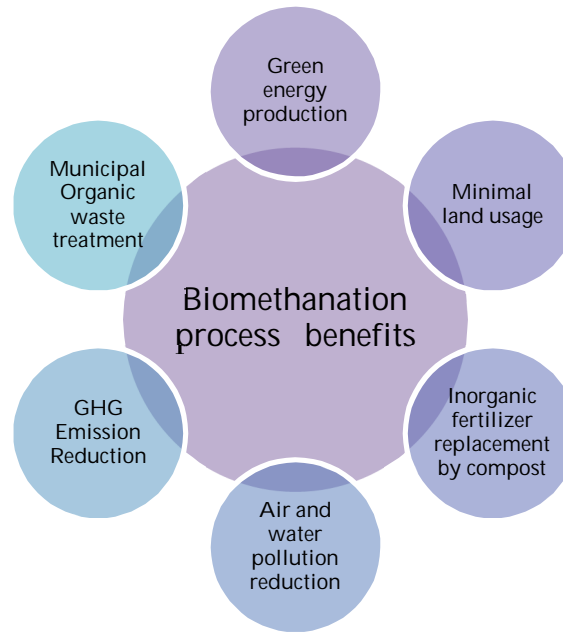 Green
energy
production
Minimal
land usage
Inorganic
fertilizer
replacement
by compost
Air and
water
pollution
reduction
GHG
Emission
Reduction
Municipal
Organic
waste
treatment
Biomethanation
process benefits